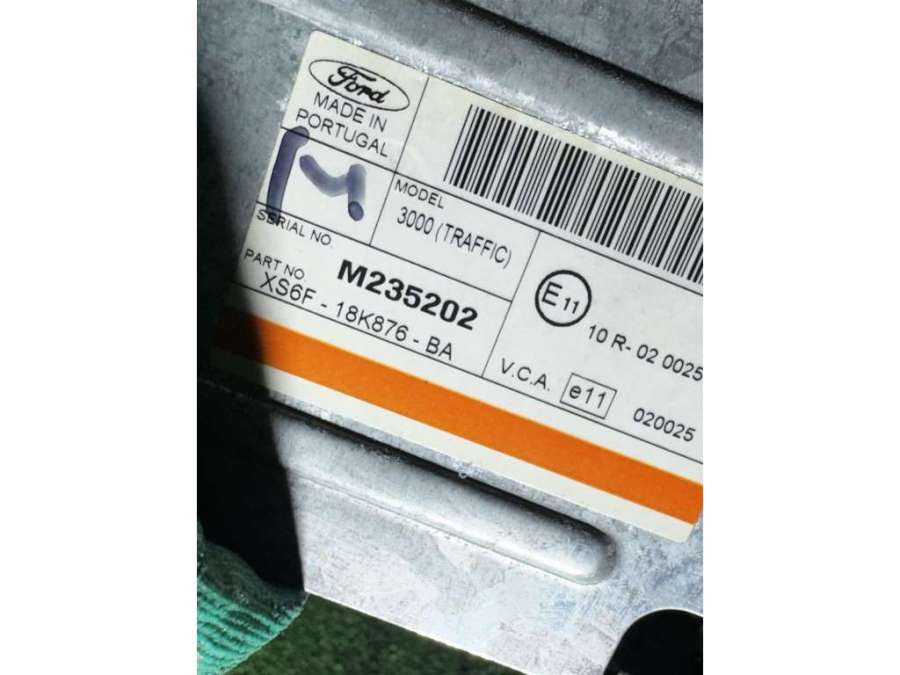 Ford
MADE IN
PORTUGAL
M
MODEL
3000 (TRAFFIC)
SERIAL NO.
M235202
PART NO
XS6F - 18K876 - BA
E11
10 R- 02 0025
V.C.A. e11 020025